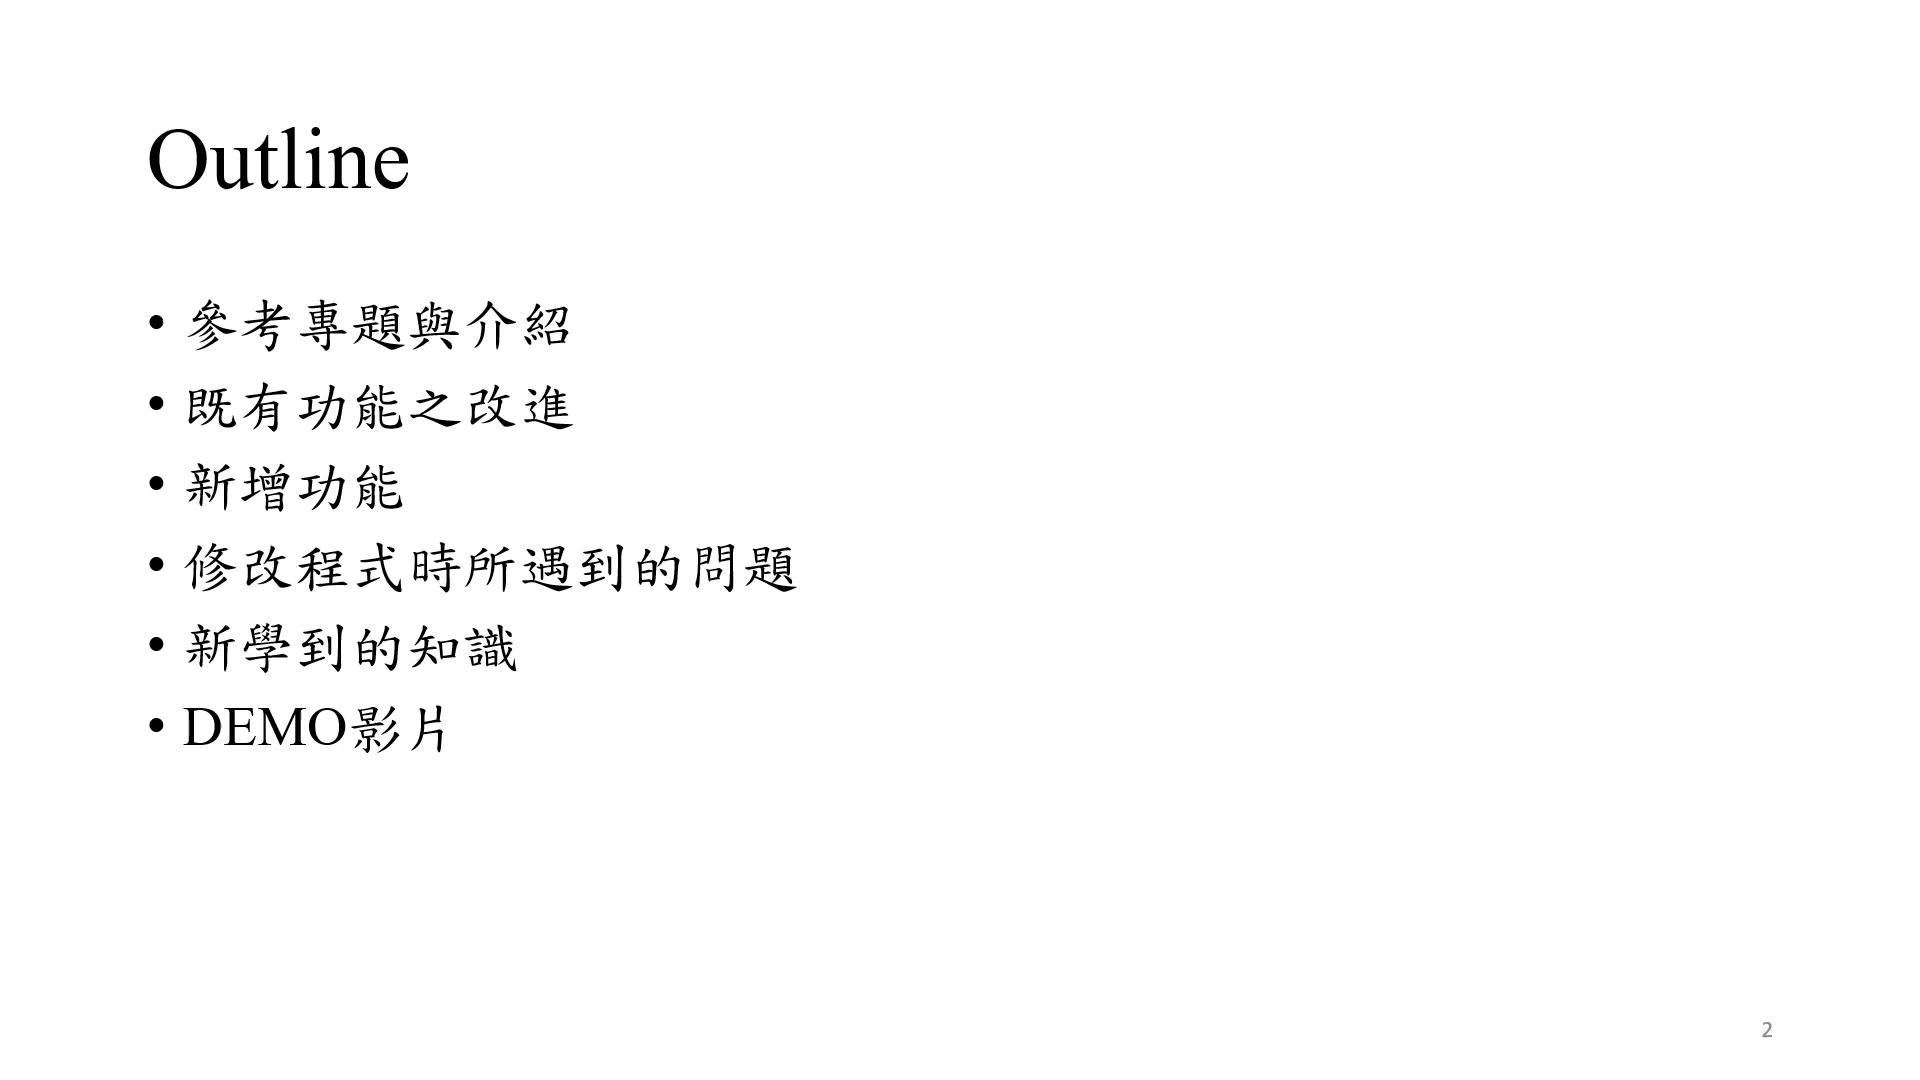 Outline
• 參考專題與介紹
• 既有功能之改進
• 新增功能
• 修改程式時所遇到的問題
• 新學到的知識
• DEMO影片
2